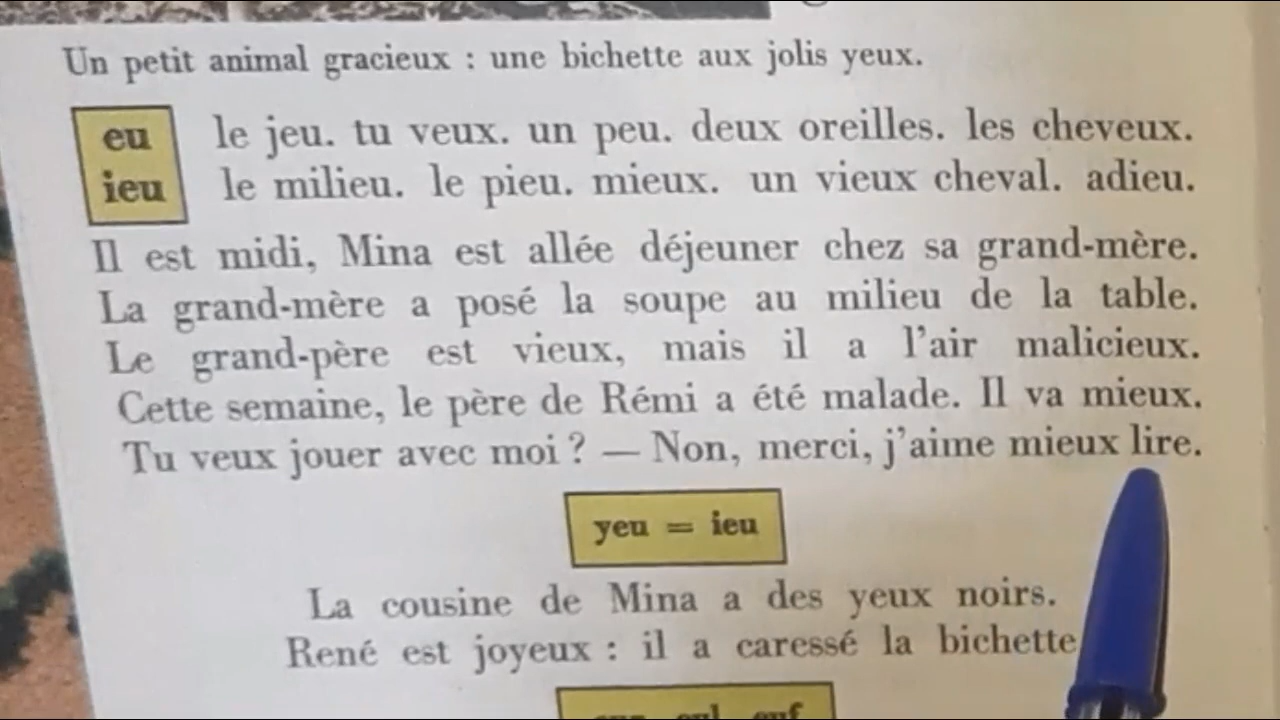 Un petit animal gracieux : une bichette aux jolis yeux.
eu le jeu. tu veux. un peu. deux oreilles. les cheveux.
ieu le milieu. le pieu. mieux. un vieux cheval. adieu.
Il est midi, Mina est allée déjeuner chez sa grand-mère.
La grand-mère a posé la soupe au milieu de la table.
Le grand-père est vieux, mais il a l'air malicieux.
Cette semaine, le père de Rémi a été malade. Il va mieux.
Tu veux jouer avec moi ? — Non, merci, j'aime mieux lire.
yeu = ieu
La cousine de Mina a des yeux noirs.
René est joyeux : il a caressé la bichette